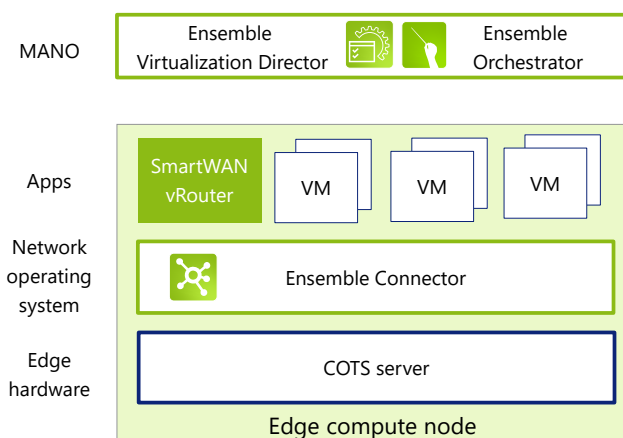 MANO
Ensemble
Virtualization Director
Ensemble
Orchestrator
Apps
SmartWAN
vRouter
VM
VM
VM
Network
operating
system
Ensemble Connector
Edge
hardware
COTS server
Edge compute node